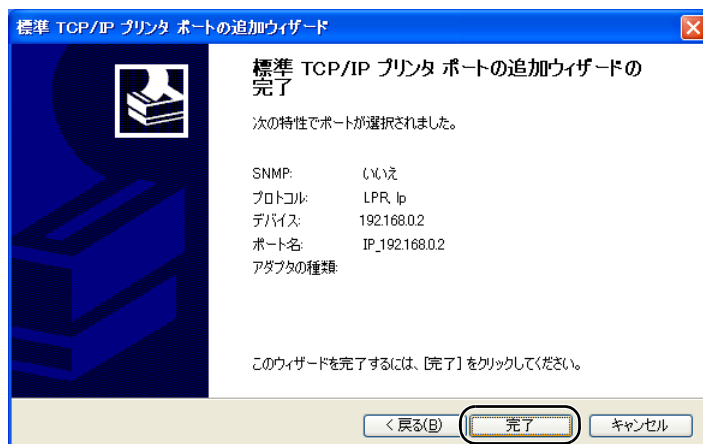 標準 TCP/IP プリンタ ポートの追加ウィザード
標準 TCP/IP プリンタ ポートの追加ウィザードの
完了
次の特性でポートが選択されました。
SNMP: いいえ
プロトコル: LPR, lp
デバイス: 192.168.0.2
ポート名: IP_192.168.0.2
アダプタの種類:
このウィザードを完了するには、[完了] をクリックしてください。
< 戻る(B) 完了 キャンセル